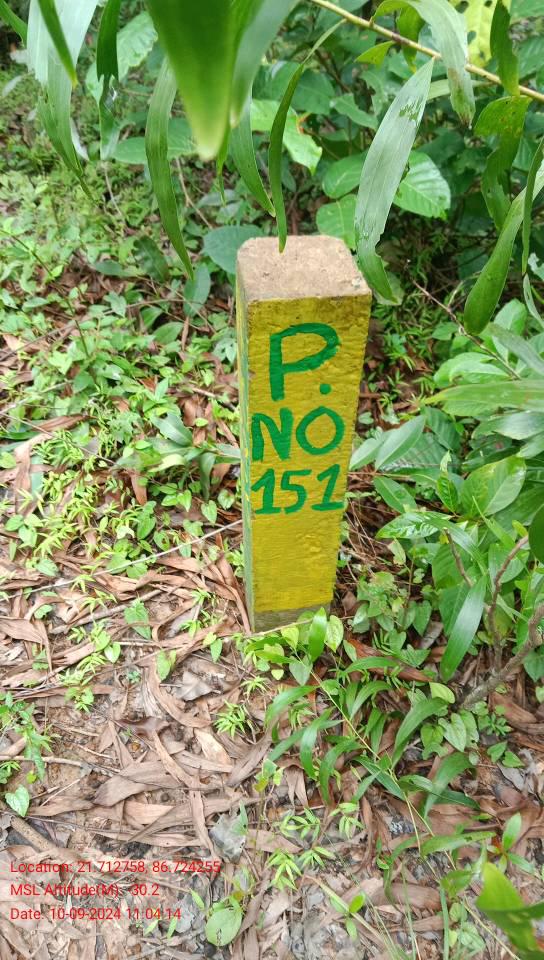 P.
NO
151
Location: 21.712758, 86.724255
MSL Altitude(M): -30.2
Date: 10-09-2024 11:04:14